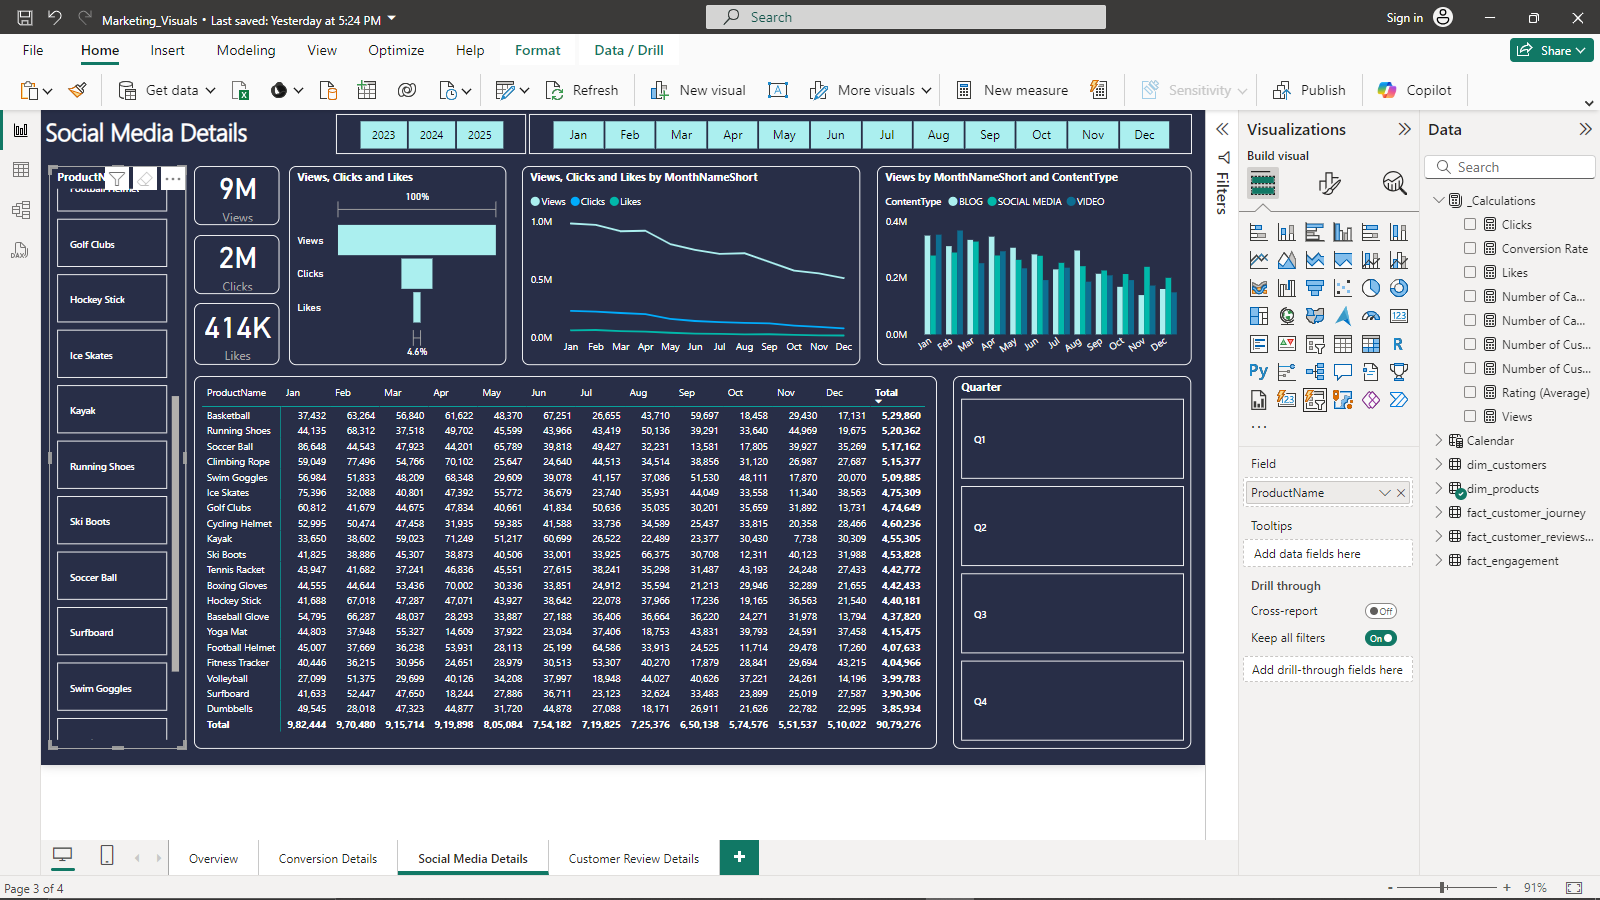 Marketing_Visuals • Last saved: Yesterday at 5:24 PM
Search
Sign in
File Home Insert Modeling View Optimize Help Format Data / Drill
Share
Get data
Refresh
New visual
A
More visuals
New measure
Sensitivity
Publish
Copilot
Social Media Details
2023 2024 2025
Jan Feb Mar Apr May Jun Jul Aug Sep Oct Nov Dec
Golf Clubs
Hockey Stick
Ice Skates
Kayak
Running Shoes
Ski Boots
Soccer Ball
Surfboard
Swim Goggles
9M
Views
2M
Clicks
414K
Likes
Views, Clicks and Likes
100%
Views
Clicks
Likes
4.6%
Views, Clicks and Likes by MonthNameShort
Views Clicks Likes
1.0M
0.5M
0.0M
Jan Feb Mar Apr May Jun Jul Aug Sep Oct Nov Dec
Views by MonthNameShort and ContentType
ContentType BLOG SOCIAL MEDIA VIDEO
0.4M
0.2M
0.0M
Jan Feb Mar Apr May Jun Jul Aug Sep Oct Nov Dec
ProductName Jan Feb Mar Apr May Jun Jul Aug Sep Oct Nov Dec Total
Basketball 37,432 63,264 56,840 61,622 48,370 67,251 26,655 43,710 59,697 18,458 29,430 17,131 5,29,860
Running Shoes 44,135 68,312 37,518 49,702 45,599 43,966 43,419 50,136 39,291 33,640 44,969 19,675 5,20,362
Soccer Ball 86,648 44,543 47,923 44,201 65,789 39,818 49,427 32,231 13,581 17,805 39,927 35,269 5,17,162
Climbing Rope 59,049 77,496 54,766 70,102 25,647 24,640 44,513 34,514 38,856 31,120 26,987 27,687 5,15,377
Swim Goggles 56,984 51,833 48,209 68,348 29,609 39,078 41,157 37,086 51,530 48,111 17,870 20,070 5,09,885
Ice Skates 75,396 32,088 40,801 47,392 55,772 36,679 23,740 35,931 44,049 33,558 11,340 38,563 4,75,309
Golf Clubs 60,812 41,679 44,675 47,834 40,661 41,834 50,636 35,035 30,201 35,659 31,892 13,731 4,74,649
Cycling Helmet 52,995 50,474 47,458 31,935 59,385 41,588 33,736 34,589 25,437 33,815 20,358 28,466 4,60,236
Kayak 33,650 38,602 59,023 71,249 51,217 60,699 26,522 22,489 23,377 30,430 7,738 30,309 4,55,305
Ski Boots 41,825 38,886 45,307 38,873 40,506 33,001 33,925 66,375 30,708 12,311 40,123 31,988 4,53,828
Tennis Racket 43,947 41,682 37,241 46,836 45,551 27,615 38,241 35,298 31,487 43,193 24,248 27,433 4,42,772
Boxing Gloves 44,555 44,644 53,436 70,002 30,336 33,851 24,912 35,594 21,213 29,946 32,289 21,655 4,42,433
Hockey Stick 41,688 67,018 47,287 47,071 43,927 38,642 22,078 37,966 17,236 19,165 36,563 21,540 4,40,181
Baseball Glove 54,795 66,287 48,037 28,293 33,887 27,188 36,406 36,664 36,220 24,271 31,978 13,794 4,37,820
Yoga Mat 44,803 37,948 55,327 14,609 37,922 23,034 37,406 18,753 43,831 39,793 24,591 37,458 4,15,475
Football Helmet 45,007 37,669 36,238 53,931 28,113 25,199 64,586 33,913 24,525 11,714 29,478 17,260 4,07,633
Fitness Tracker 40,446 36,215 30,956 24,651 28,979 30,513 53,307 40,270 17,879 28,841 29,694 43,215 4,04,966
Volleyball 27,099 51,375 29,699 40,126 34,208 37,997 18,948 44,027 40,626 37,221 24,261 14,196 3,99,783
Surfboard 41,633 52,447 47,650 18,244 27,886 36,711 23,123 32,624 33,483 23,899 25,019 27,587 3,90,306
Dumbbells 49,545 28,018 47,323 44,877 31,720 44,878 27,088 18,171 26,911 21,626 22,782 22,995 3,85,934
Total 9,82,444 9,70,480 9,15,714 9,19,898 8,05,084 7,54,182 7,19,825 7,25,376 6,50,138 5,74,576 5,51,537 5,10,022 90,79,276
Quarter
Q1
Q2
Q3
Q4
Filters
Visualizations
Build visual
123
R
Py
123
...
Field
ProductName
Tooltips
Add data fields here
Drill through
Cross-report Off
Keep all filters On
Add drill-through fields here
Data
Search
_Calculations
Clicks
Conversion Rate
Likes
Number of Ca...
Number of Ca...
Number of Cus...
Number of Cus...
Rating (Average)
Views
Calendar
dim_customers
dim_products
fact_customer_journey
fact_customer_reviews...
fact_engagement
Overview Conversion Details Social Media Details Customer Review Details +
Page 3 of 4
- + 91%